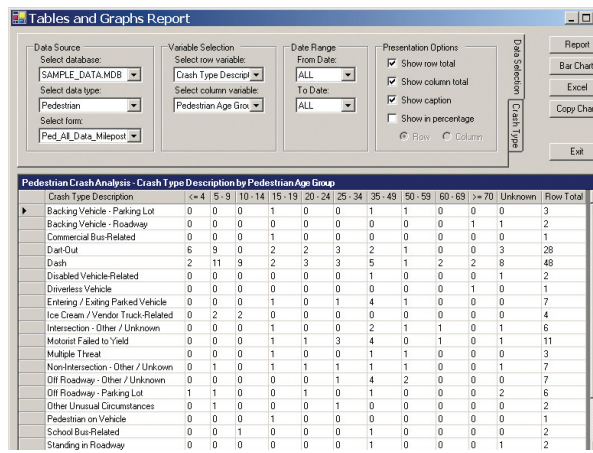 Tables and Graphs Report
Data Source
Select database:
SAMPLE_DATA.MDB
Select data type:
Pedestrian
Select form:
Ped_All_Data_Milepost
Variable Selection
Select row variable:
Crash Type Descript
Select column variable:
Pedestrian Age Grou
Date Range
From Date:
ALL
To Date:
ALL
Presentation Options
Show row total
Show column total
Show caption
Show in percentage
Row Column
Data Selection
Crash Type
Report
Bar Chart
Excel
Copy Char
Exit
Pedestrian Crash Analysis - Crash Type Description by Pedestrian Age Group
Crash Type Description <= 4 5 - 9 10 - 14 15 - 19 20 - 24 25 - 34 35 - 49 50 - 59 60 - 69 >= 70 Unknown Row Total
Backing Vehicle - Parking Lot 0 0 0 1 0 0 1 1 0 0 0 3
Backing Vehicle - Roadway 0 0 0 0 0 0 0 0 0 1 1 2
Commercial Bus-Related 0 0 0 1 0 0 0 0 0 0 0 1
Dart-Out 6 9 0 2 2 3 2 1 0 0 3 28
Dash 2 11 9 2 3 3 5 1 2 2 8 48
Disabled Vehicle-Related 0 0 0 0 0 0 1 0 0 0 1 2
Driverless Vehicle 0 0 0 0 0 0 0 0 0 1 0 1
Entering / Exiting Parked Vehicle 0 0 0 1 0 1 4 1 0 0 0 7
Ice Cream / Vendor Truck-Related 0 2 2 0 0 0 0 0 0 0 0 4
Intersection - Other / Unknown 0 0 0 1 0 0 2 1 1 0 1 6
Motorist Failed to Yield 0 0 0 1 1 3 4 0 1 0 1 11
Multiple Threat 0 0 0 1 0 0 1 1 0 0 0 3
Non-Intersection - Other / Unkown 0 1 0 1 1 1 1 1 0 0 1 7
Off Roadway - Other / Unknown 0 0 0 0 0 1 4 2 0 0 0 7
Off Roadway - Parking Lot 1 1 0 0 1 0 1 0 0 0 2 6
Other Unusual Circumstances 0 1 0 0 0 1 0 0 0 0 0 2
Pedestrian on Vehicle 0 0 0 1 0 0 0 0 0 0 0 1
School Bus-Related 0 0 1 0 0 0 1 0 0 0 0 2
Standing in Roadway 0 0 0 0 0 0 1 0 0 0 1 2